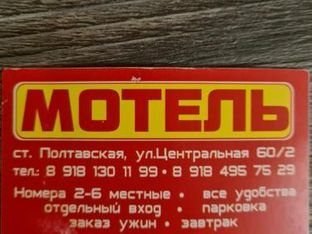 МОТЕЛЬ
ст. Полтавская, ул.Центральная 60/2
тел.: 8 918 130 11 99 • 8 918 495 75 29
Номера 2-6 местные • все удобства
отдельный вход • парковка
заказ ужин • завтрак